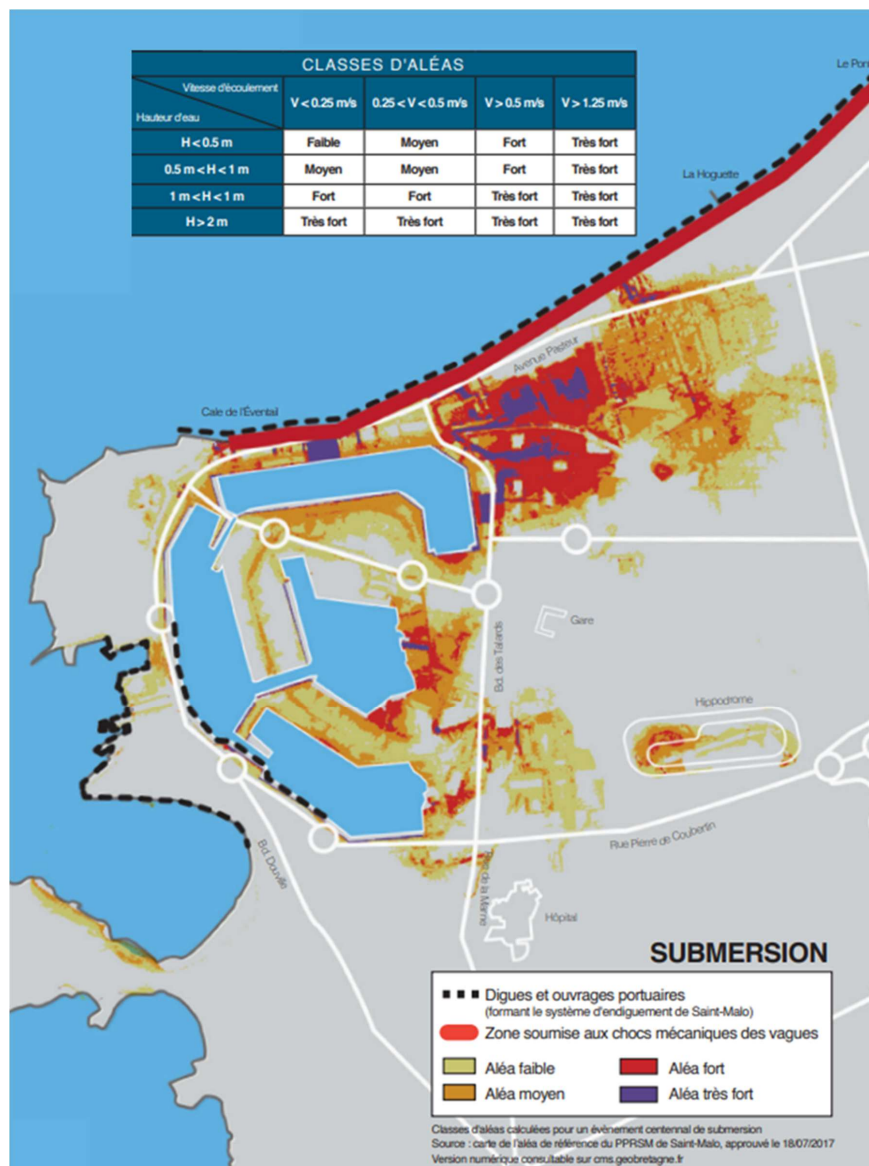 CLASSES D'ALÉAS
Vitesse d'écoulement
Hauteur d'eau
V < 0.25 m/s 0.25 < V < 0.5 m/s V > 0.5 m/s V > 1.25 m/s
H < 0.5 m Faible Moyen Fort Très fort
0.5 m < H < 1 m Moyen Moyen Fort Très fort
1 m < H < 1 m Fort Fort Très fort Très fort
H > 2 m Très fort Très fort Très fort Très fort
Le Pon
La Hoguette
Avenue Pasteur
Cale de l'Éventail
Gare
Bd. des Talards
Hippodrome
Rue Pierre de Coubertin
Bd. Douville
de la Marne
Hôpital
SUBMERSION
Digues et ouvrages portuaires
(formant le système d'endiguement de Saint-Malo)
Zone soumise aux chocs mécaniques des vagues
Aléa faible Aléa fort
Aléa moyen Aléa très fort
Classes d'aléas calculées pour un évènement centennal de submersion
Source : carte de l'aléa de référence du PPRSM de Saint-Malo, approuvé le 18/07/2017
Version numérique consultable sur cms.geobretagne.fr